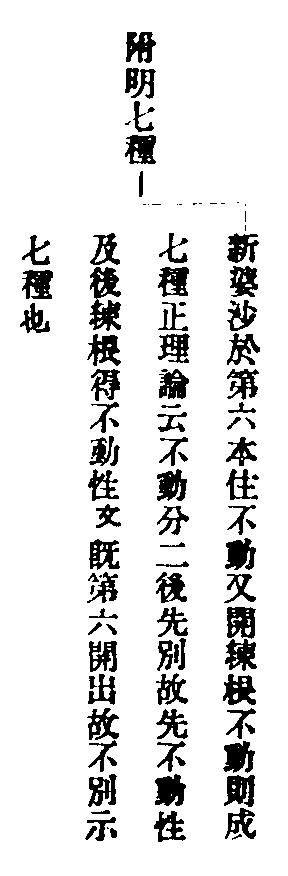 附明七種
新婆沙於第六本住不動又開練根不動則成
七種正理論云不動分二後先別故先不動性
及後練根得不動性文既第六開出故不別示
七種也